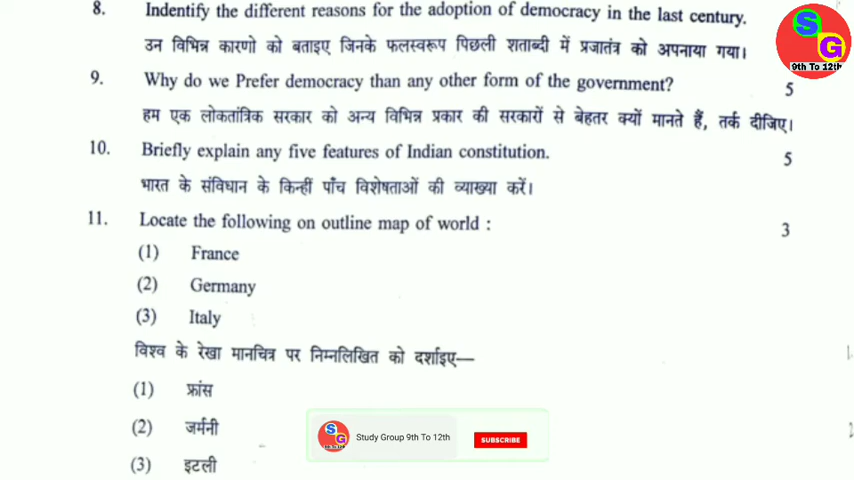 8. Indentify the different reasons for the adoption of democracy in the last century.
उन विभिन्न कारणो को बताइए जिनके फलस्वरूप पिछली शताब्दी में प्रजातंत्र को अपनाया गया।
9. Why do we Prefer democracy than any other form of the government? 5
हम एक लोकतांत्रिक सरकार को अन्य विभिन्न प्रकार की सरकारों से बेहतर क्यों मानते हैं, तर्क दीजिए।
10. Briefly explain any five features of Indian constitution. 5
भारत के संविधान के किन्हीं पाँच विशेषताओं की व्याख्या करें।
11. Locate the following on outline map of world : 3
(1) France
(2) Germany
(3) Italy
विश्व के रेखा मानचित्र पर निम्नलिखित को दर्शाइए—
(1) फ्रांस
(2) जर्मनी
(3) इटली
S G
9th To 12th
S G
9th To 12th
Study Group 9th To 12th
SUBSCRIBE